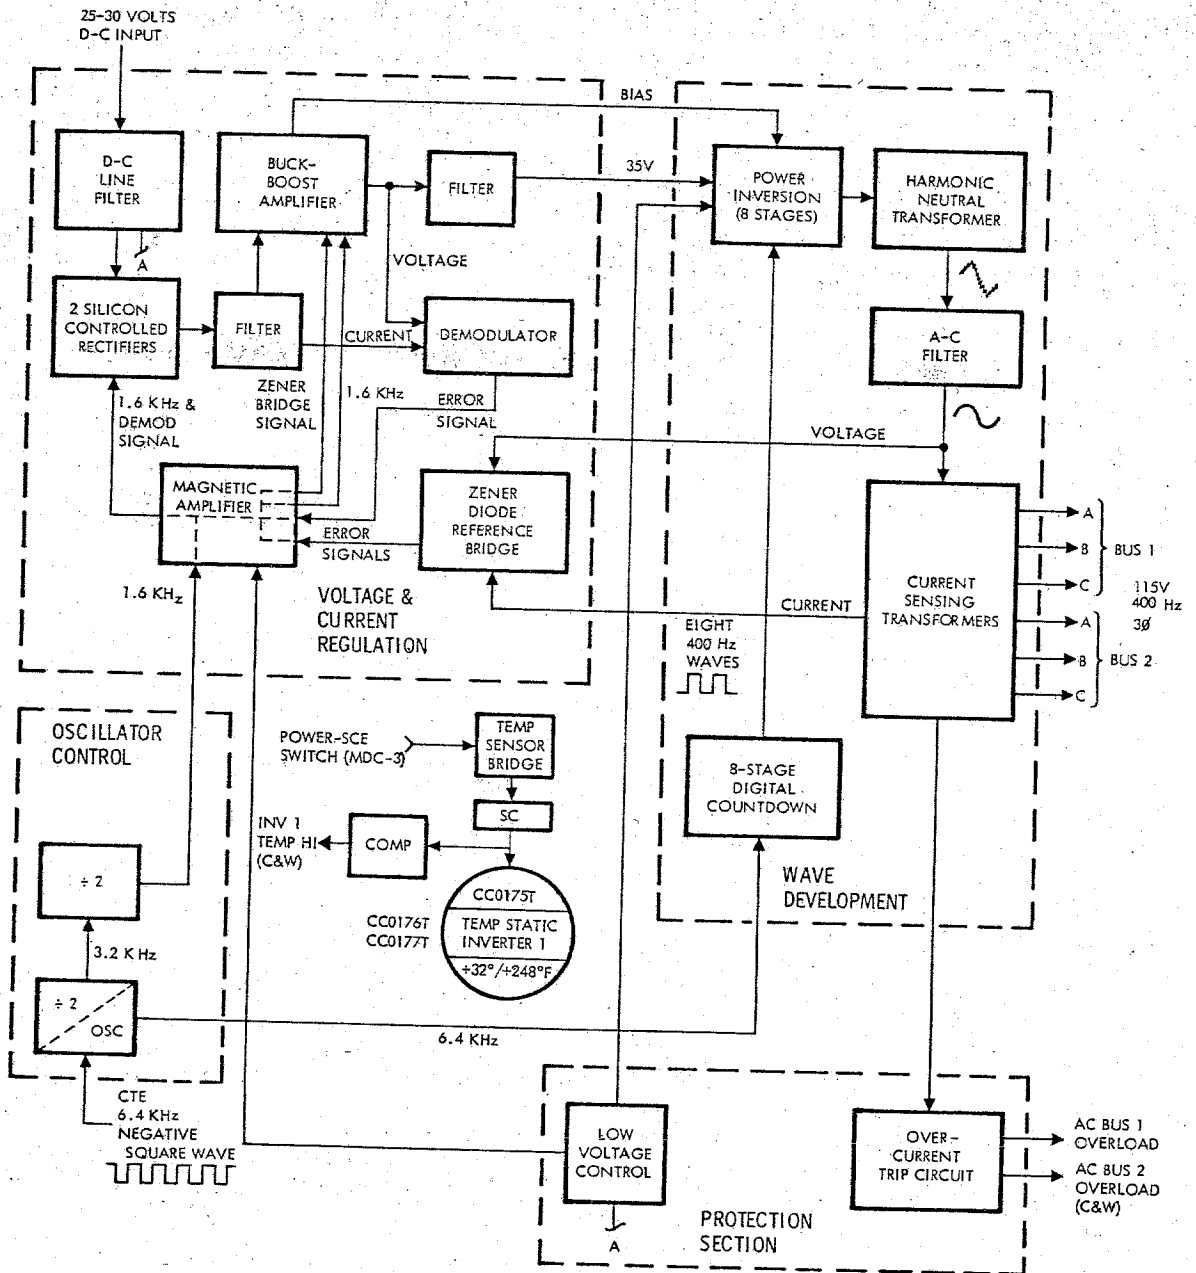 25-30 VOLTS
D-C INPUT
BIAS
D-C
LINE
FILTER
BUCK-
BOOST
AMPLIFIER
FILTER
35V
POWER
INVERSION
(8 STAGES)
HARMONIC
NEUTRAL
TRANSFORMER
A
VOLTAGE
2 SILICON
CONTROLLED
RECTIFIERS
FILTER
CURRENT
DEMODULATOR
A-C
FILTER
1.6 KHz &
DEMOD
SIGNAL
ZENER
BRIDGE
SIGNAL
1.6 KHz
ERROR
SIGNAL
VOLTAGE
MAGNETIC
AMPLIFIER
ERROR
SIGNALS
ZENER
DIODE
REFERENCE
BRIDGE
CURRENT
SENSING
TRANSFORMERS
A
B
C
BUS 1
115V
400 Hz
3Ø
A
B
C
BUS 2
1.6 KHz
VOLTAGE &
CURRENT
REGULATION
CURRENT
EIGHT
400 Hz
WAVES
OSCILLATOR
CONTROL
POWER-SCE
SWITCH (MDC-3)
TEMP
SENSOR
BRIDGE
SC
8-STAGE
DIGITAL
COUNTDOWN
INV 1
TEMP HI
(C&W)
COMP
÷ 2
CC0175T
CC0176T
CC0177T
TEMP STATIC
INVERTER 1
+32°/+248°F
WAVE
DEVELOPMENT
3.2 KHz
÷ 2
OSC
6.4 KHz
CTE
6.4 KHz
NEGATIVE
SQUARE WAVE
LOW
VOLTAGE
CONTROL
OVER-
CURRENT
TRIP CIRCUIT
AC BUS 1
OVERLOAD
AC BUS 2
OVERLOAD
(C&W)
A
PROTECTION
SECTION